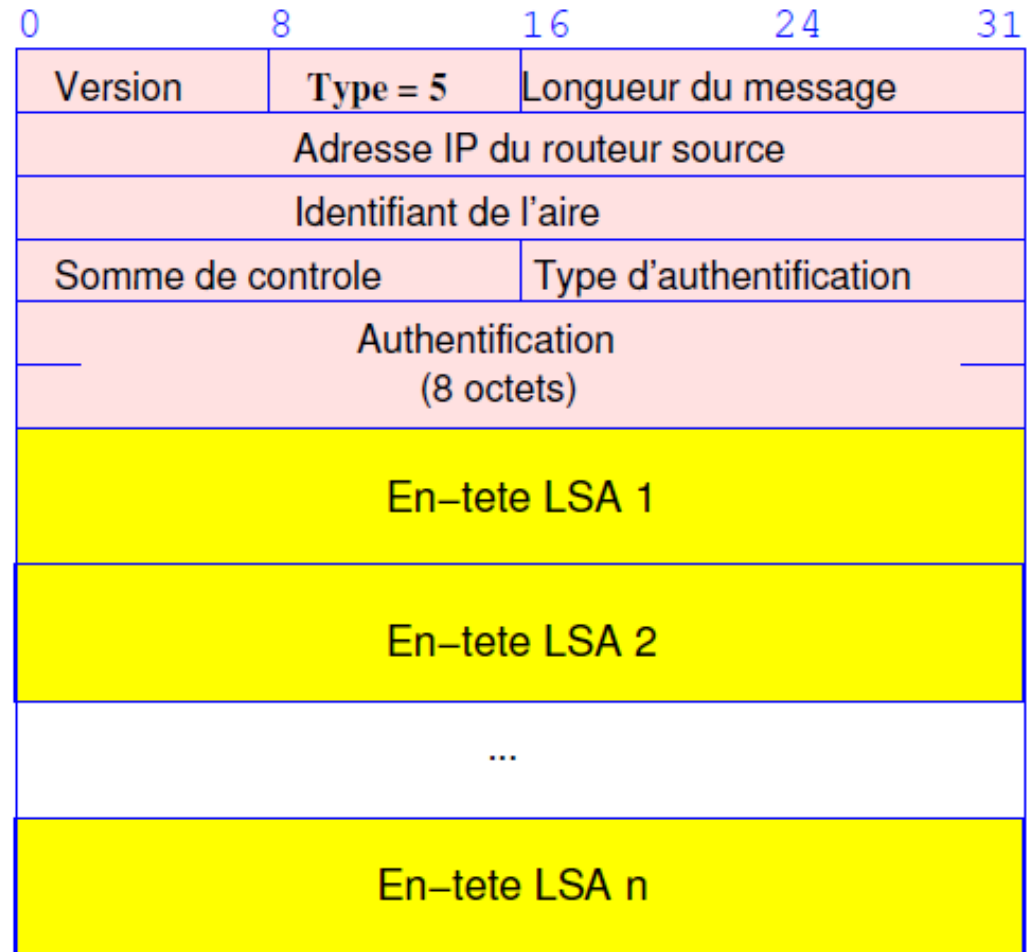 0 8 16 24 31
Version Type = 5 Longueur du message
Adresse IP du routeur source
Identifiant de l'aire
Somme de controle Type d'authentification
Authentification
(8 octets)
En-tete LSA 1
En-tete LSA 2
...
En-tete LSA n